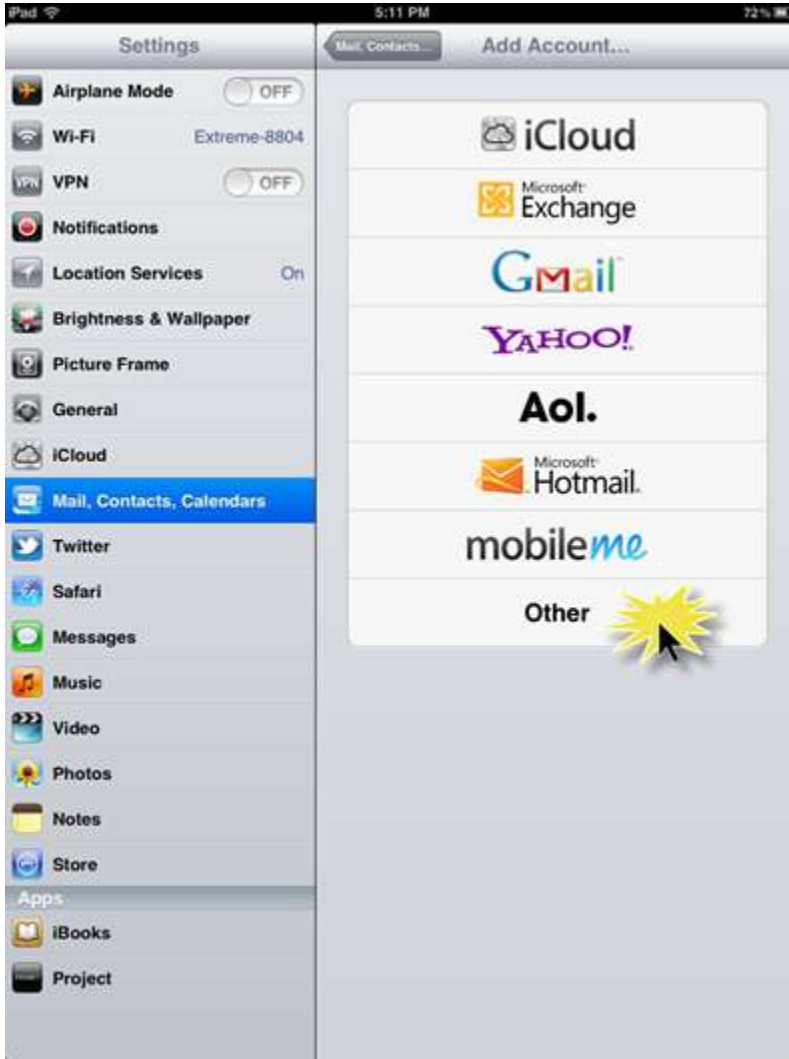 iPad
5:11 PM
72%
Settings
Airplane Mode OFF
Wi-Fi Extreme-8804
VPN OFF
Notifications
Location Services On
Brightness & Wallpaper
Picture Frame
General
iCloud
Mail, Contacts, Calendars
Twitter
Safari
Messages
Music
Video
Photos
Notes
Store
Apps
iBooks
Project
Mail, Contacts...
Add Account...
iCloud
Microsoft
Exchange
Gmail
YAHOO!
Aol.
Microsoft
Hotmail
mobileme
Other